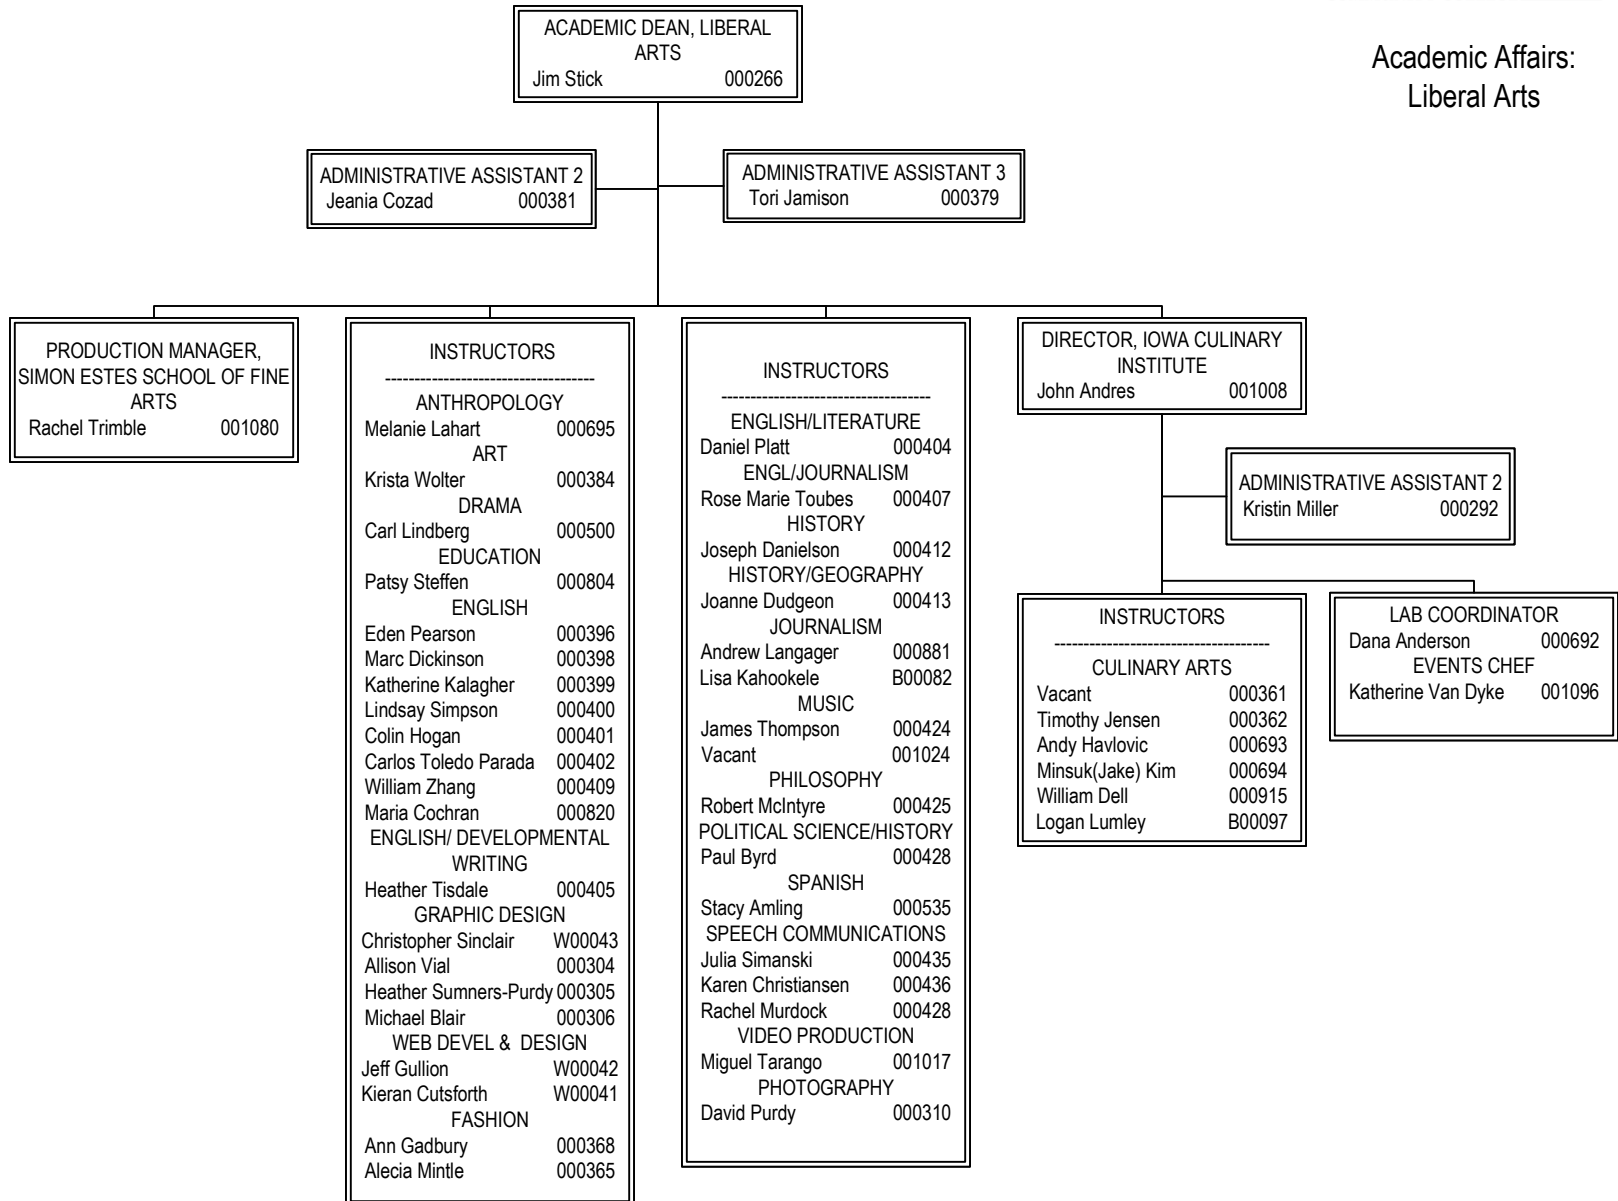 ACADEMIC DEAN, LIBERAL
ARTS
Jim Stick 000266
Academic Affairs:
Liberal Arts
ADMINISTRATIVE ASSISTANT 2
Jeania Cozad 000381
ADMINISTRATIVE ASSISTANT 3
Tori Jamison 000379
PRODUCTION MANAGER,
SIMON ESTES SCHOOL OF FINE
ARTS
Rachel Trimble 001080
INSTRUCTORS
------------------------------------
ANTHROPOLOGY
Melanie Lahart 000695
ART
Krista Wolter 000384
DRAMA
Carl Lindberg 000500
EDUCATION
Patsy Steffen 000804
ENGLISH
Eden Pearson 000396
Marc Dickinson 000398
Katherine Kalagher 000399
Lindsay Simpson 000400
Colin Hogan 000401
Carlos Toledo Parada 000402
William Zhang 000409
Maria Cochran 000820
ENGLISH/ DEVELOPMENTAL
WRITING
Heather Tisdale 000405
GRAPHIC DESIGN
Christopher Sinclair W00043
Allison Vial 000304
Heather Sumners-Purdy 000305
Michael Blair 000306
WEB DEVEL & DESIGN
Jeff Gullion W00042
Kieran Cutsforth W00041
FASHION
Ann Gadbury 000368
Alecia Mintle 000365
INSTRUCTORS
------------------------------------
ENGLISH/LITERATURE
Daniel Platt 000404
ENGL/JOURNALISM
Rose Marie Toubes 000407
HISTORY
Joseph Danielson 000412
HISTORY/GEOGRAPHY
Joanne Dudgeon 000413
JOURNALISM
Andrew Langager 000881
Lisa Kahookele B00082
MUSIC
James Thompson 000424
Vacant 001024
PHILOSOPHY
Robert McIntyre 000425
POLITICAL SCIENCE/HISTORY
Paul Byrd 000428
SPANISH
Stacy Amling 000535
SPEECH COMMUNICATIONS
Julia Simanski 000435
Karen Christiansen 000436
Rachel Murdock 000428
VIDEO PRODUCTION
Miguel Tarango 001017
PHOTOGRAPHY
David Purdy 000310
DIRECTOR, IOWA CULINARY
INSTITUTE
John Andres 001008
ADMINISTRATIVE ASSISTANT 2
Kristin Miller 000292
INSTRUCTORS
-------------------------------------
CULINARY ARTS
Vacant 000361
Timothy Jensen 000362
Andy Havlovic 000693
Minsuk(Jake) Kim 000694
William Dell 000915
Logan Lumley B00097
LAB COORDINATOR
Dana Anderson 000692
EVENTS CHEF
Katherine Van Dyke 001096